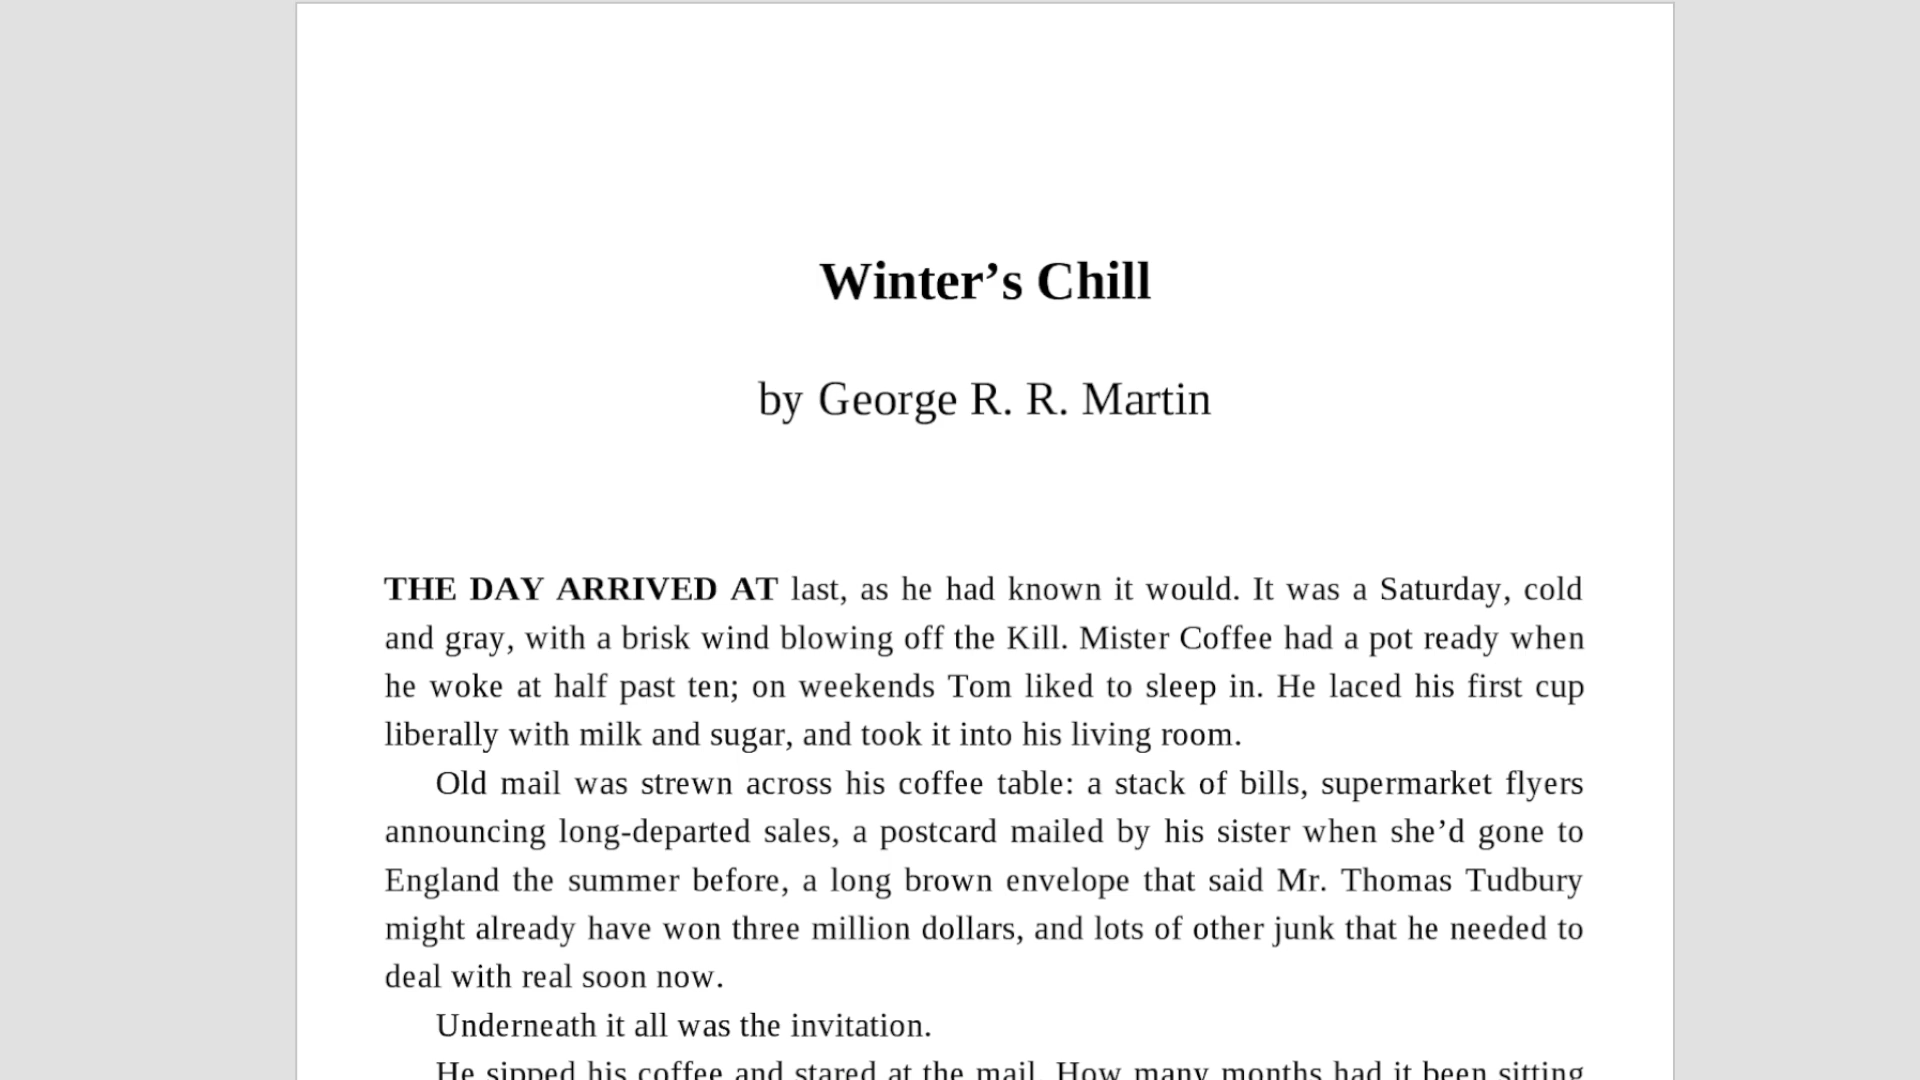 Winter’s Chill
by George R. R. Martin
THE DAY ARRIVED AT last, as he had known it would. It was a Saturday, cold
and gray, with a brisk wind blowing off the Kill. Mister Coffee had a pot ready when
he woke at half past ten; on weekends Tom liked to sleep in. He laced his first cup
liberally with milk and sugar, and took it into his living room.
Old mail was strewn across his coffee table: a stack of bills, supermarket flyers
announcing long-departed sales, a postcard mailed by his sister when she’d gone to
England the summer before, a long brown envelope that said Mr. Thomas Tudbury
might already have won three million dollars, and lots of other junk that he needed to
deal with real soon now.
Underneath it all was the invitation.
He sipped his coffee and stared at the mail. How many months had it been sitting